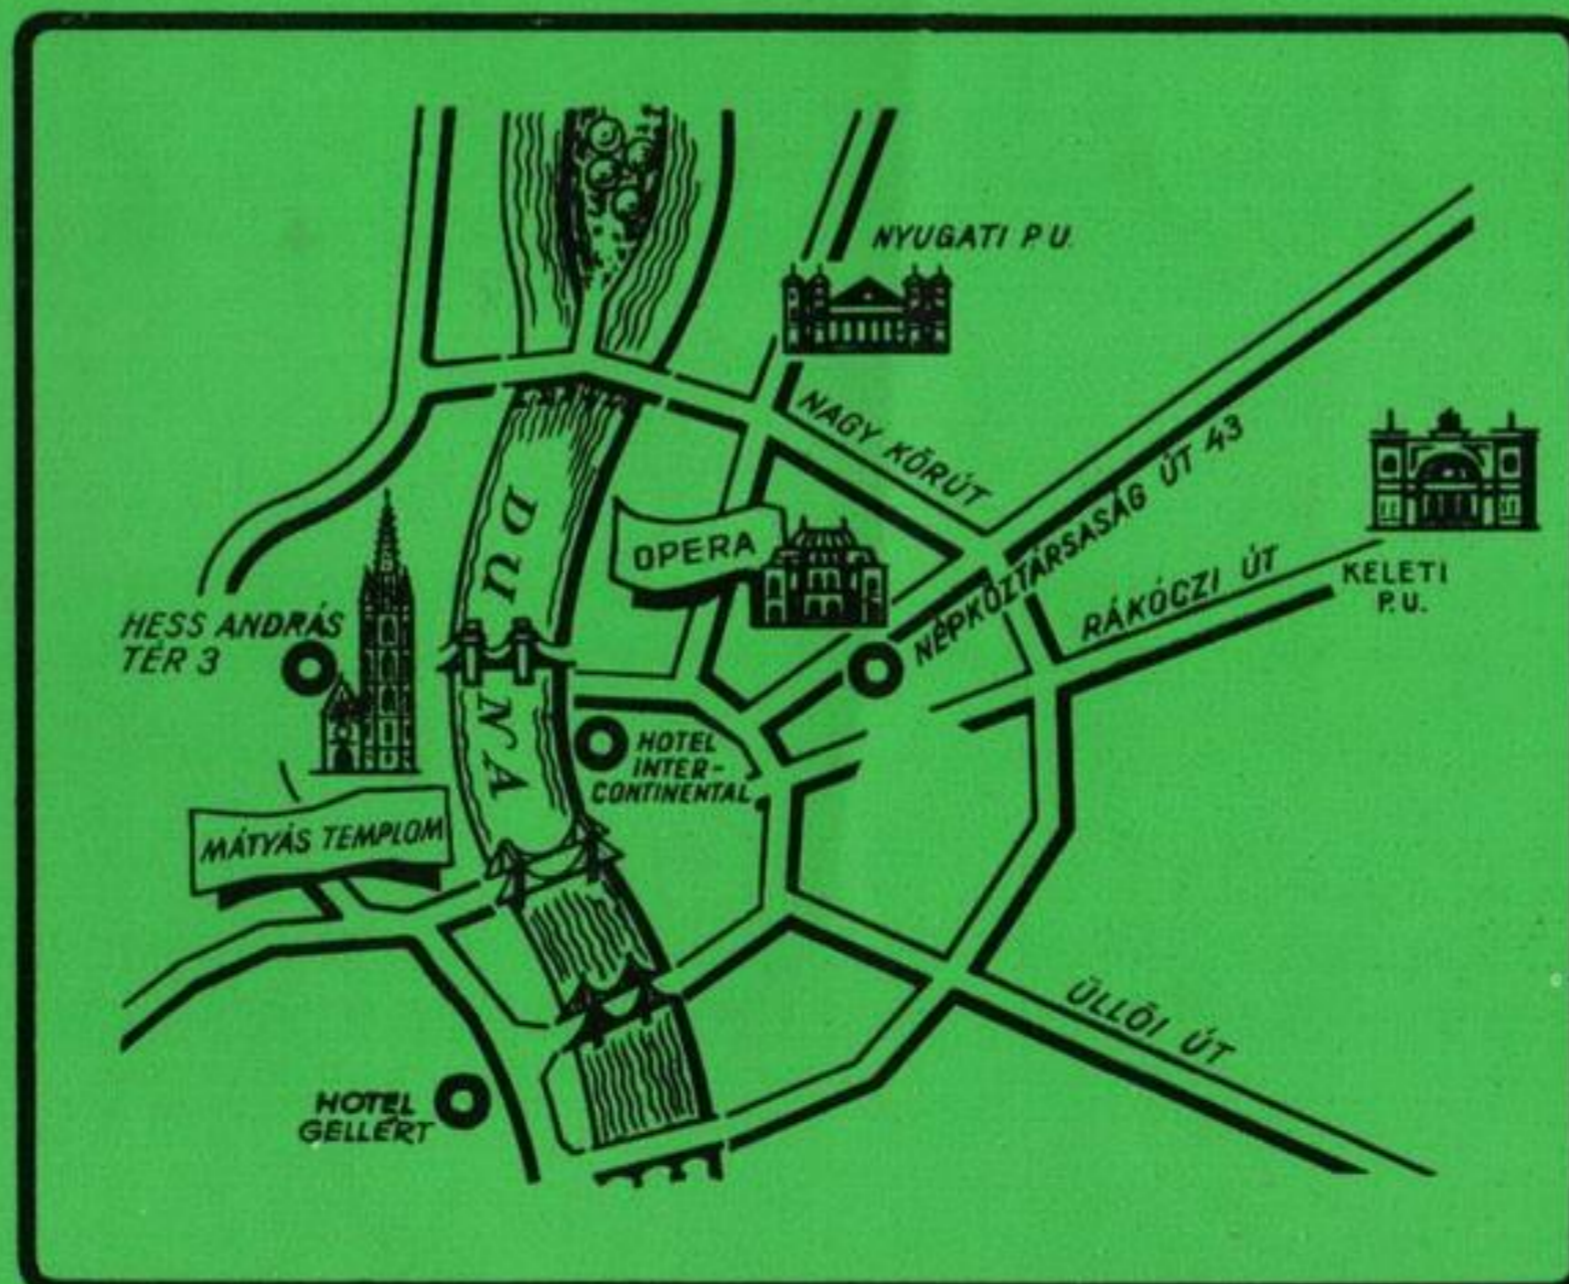 NYUGATI P.U.
NAGY KÖRÚT
NÉPKÖZTÁRSASÁG ÚT 43
RÁKÓCZI ÚT
KELETI
P.U.
DUNA
OPERA
HESS ANDRÁS
TÉR 3
HOTEL
INTER-
CONTINENTAL
MÁTYÁS TEMPLOM
ÜLLŐI ÚT
HOTEL
GELLÉRT